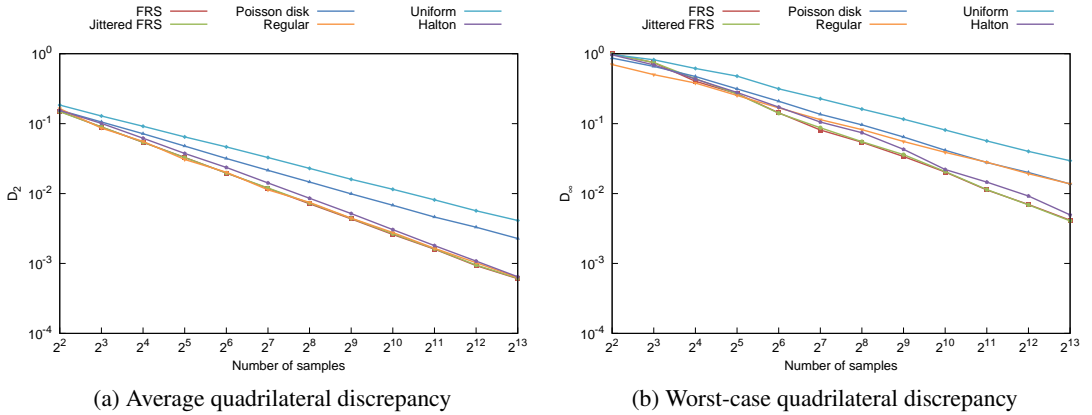 FRS Poisson disk Uniform
Jittered FRS Regular Halton
10^0
10^-1
10^-2
10^-3
10^-4
D_2
2^2 2^3 2^4 2^5 2^6 2^7 2^8 2^9 2^10 2^11 2^12 2^13
Number of samples
(a) Average quadrilateral discrepancy
FRS Poisson disk Uniform
Jittered FRS Regular Halton
10^0
10^-1
10^-2
10^-3
10^-4
D_∞
2^2 2^3 2^4 2^5 2^6 2^7 2^8 2^9 2^10 2^11 2^12 2^13
Number of samples
(b) Worst-case quadrilateral discrepancy